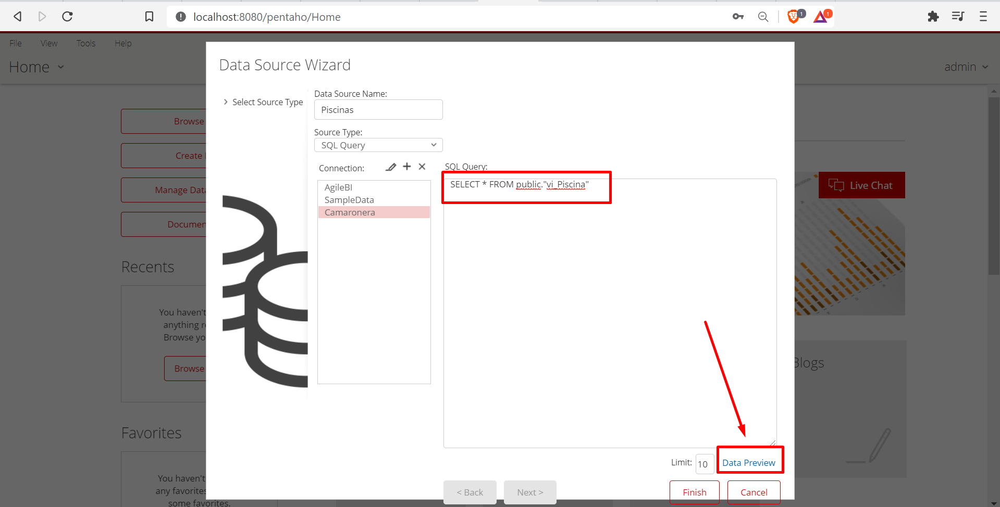 localhost:8080/pentaho/Home
1
1
File View Tools Help
Home
admin
Data Source Wizard
Select Source Type
Data Source Name:
Piscinas
Source Type:
SQL Query
Connection:
AgileBI
SampleData
Camaronera
SQL Query:
SELECT * FROM public."vi_Piscina"
Limit: 10 Data Preview
< Back Next > Finish Cancel
Browse
Create
Manage Data
Documen
Recents
You haven't
anything re
Browse yo
Browse
Favorites
You haven't
any favorites
some favorites.
Live Chat
Blogs